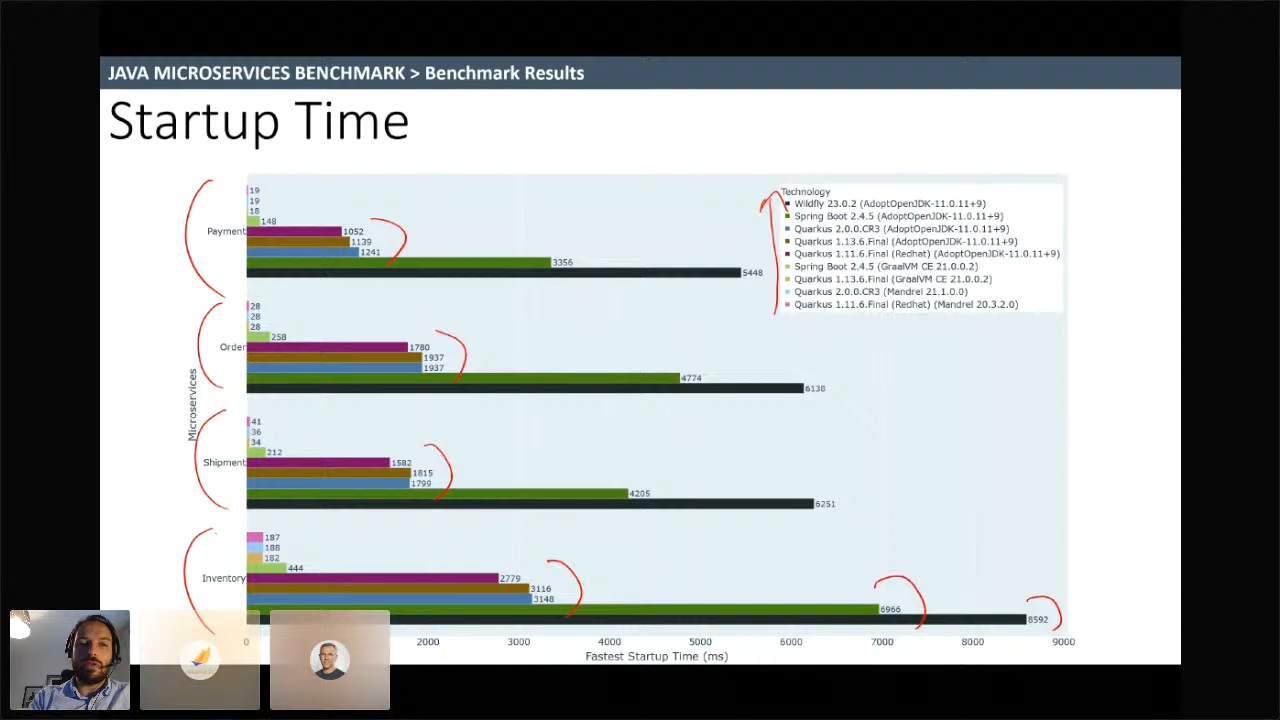 JAVA MICROSERVICES BENCHMARK > Benchmark Results
Startup Time
Technology
Wildfly 23.0.2 (AdoptOpenJDK-11.0.11+9)
Spring Boot 2.4.5 (AdoptOpenJDK-11.0.11+9)
Quarkus 2.0.0.CR3 (AdoptOpenJDK-11.0.11+9)
Quarkus 1.13.6.Final (AdoptOpenJDK-11.0.11+9)
Quarkus 1.11.6.Final (Redhat) (AdoptOpenJDK-11.0.11+9)
Spring Boot 2.4.5 (GraalVM CE 21.0.0.2)
Quarkus 1.13.6.Final (GraalVM CE 21.0.0.2)
Quarkus 2.0.0.CR3 (Mandrel 21.1.0.0)
Quarkus 1.11.6.Final (Redhat) (Mandrel 20.3.2.0)
Microservices
Payment
19
19
18
148
1052
1139
1241
3356
5448
Order
28
28
28
258
1780
1937
1937
4774
6138
Shipment
41
36
34
212
1582
1815
1799
4205
6251
Inventory
187
188
182
444
2779
3116
3148
6966
8592
0
2000
3000
4000
5000
6000
7000
8000
9000
Fastest Startup Time (ms)